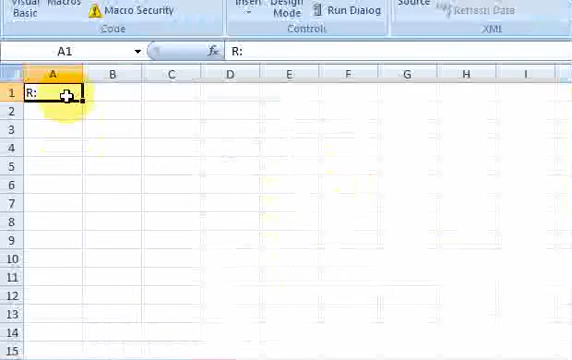 Visual Macros Insert Design Source
Basic Macro Security Mode Run Dialog Refresh Data
Code Controls XML
A1 fx R:
A B C D E F G H I
1 R:
2
3
4
5
6
7
8
9
10
11
12
13
14
15